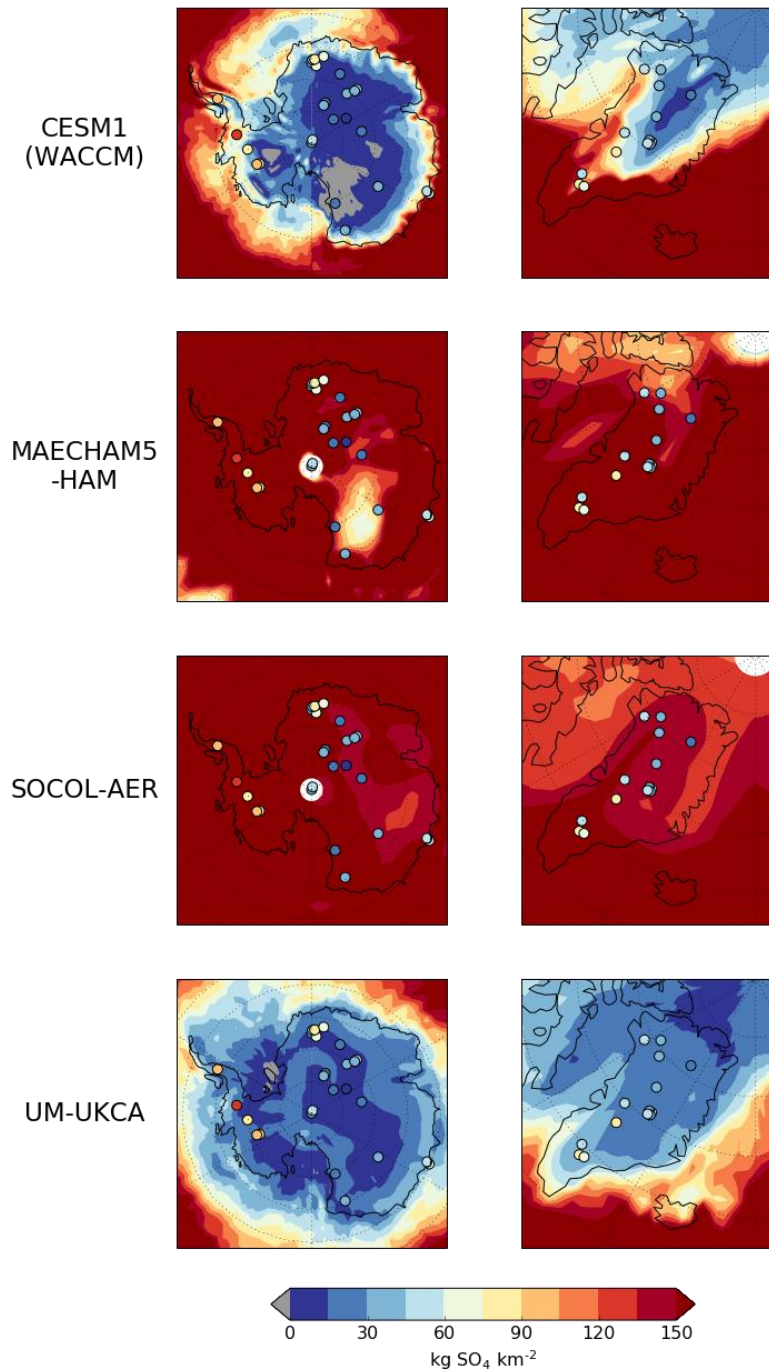 CESM1
(WACCM)
MAECHAM5
-HAM
SOCOL-AER
UM-UKCA
0 30 60 90 120 150
kg SO₄ km⁻²